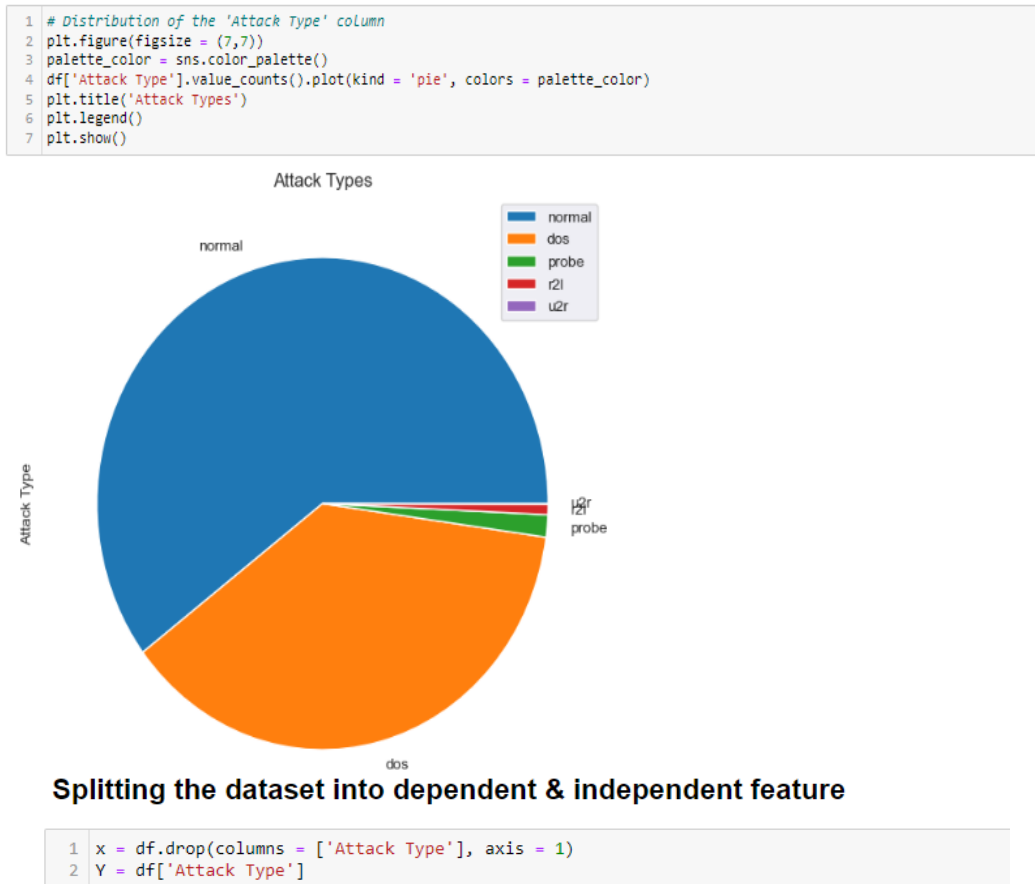 1 # Distribution of the 'Attack Type' column
2 plt.figure(figsize = (7,7))
3 palette_color = sns.color_palette()
4 df['Attack Type'].value_counts().plot(kind = 'pie', colors = palette_color)
5 plt.title('Attack Types')
6 plt.legend()
7 plt.show()
Attack Types
normal
dos
probe
r2l
u2r
normal
Attack Type
u2r
r2l
probe
dos
Splitting the dataset into dependent & independent feature
1 x = df.drop(columns = ['Attack Type'], axis = 1)
2 Y = df['Attack Type']